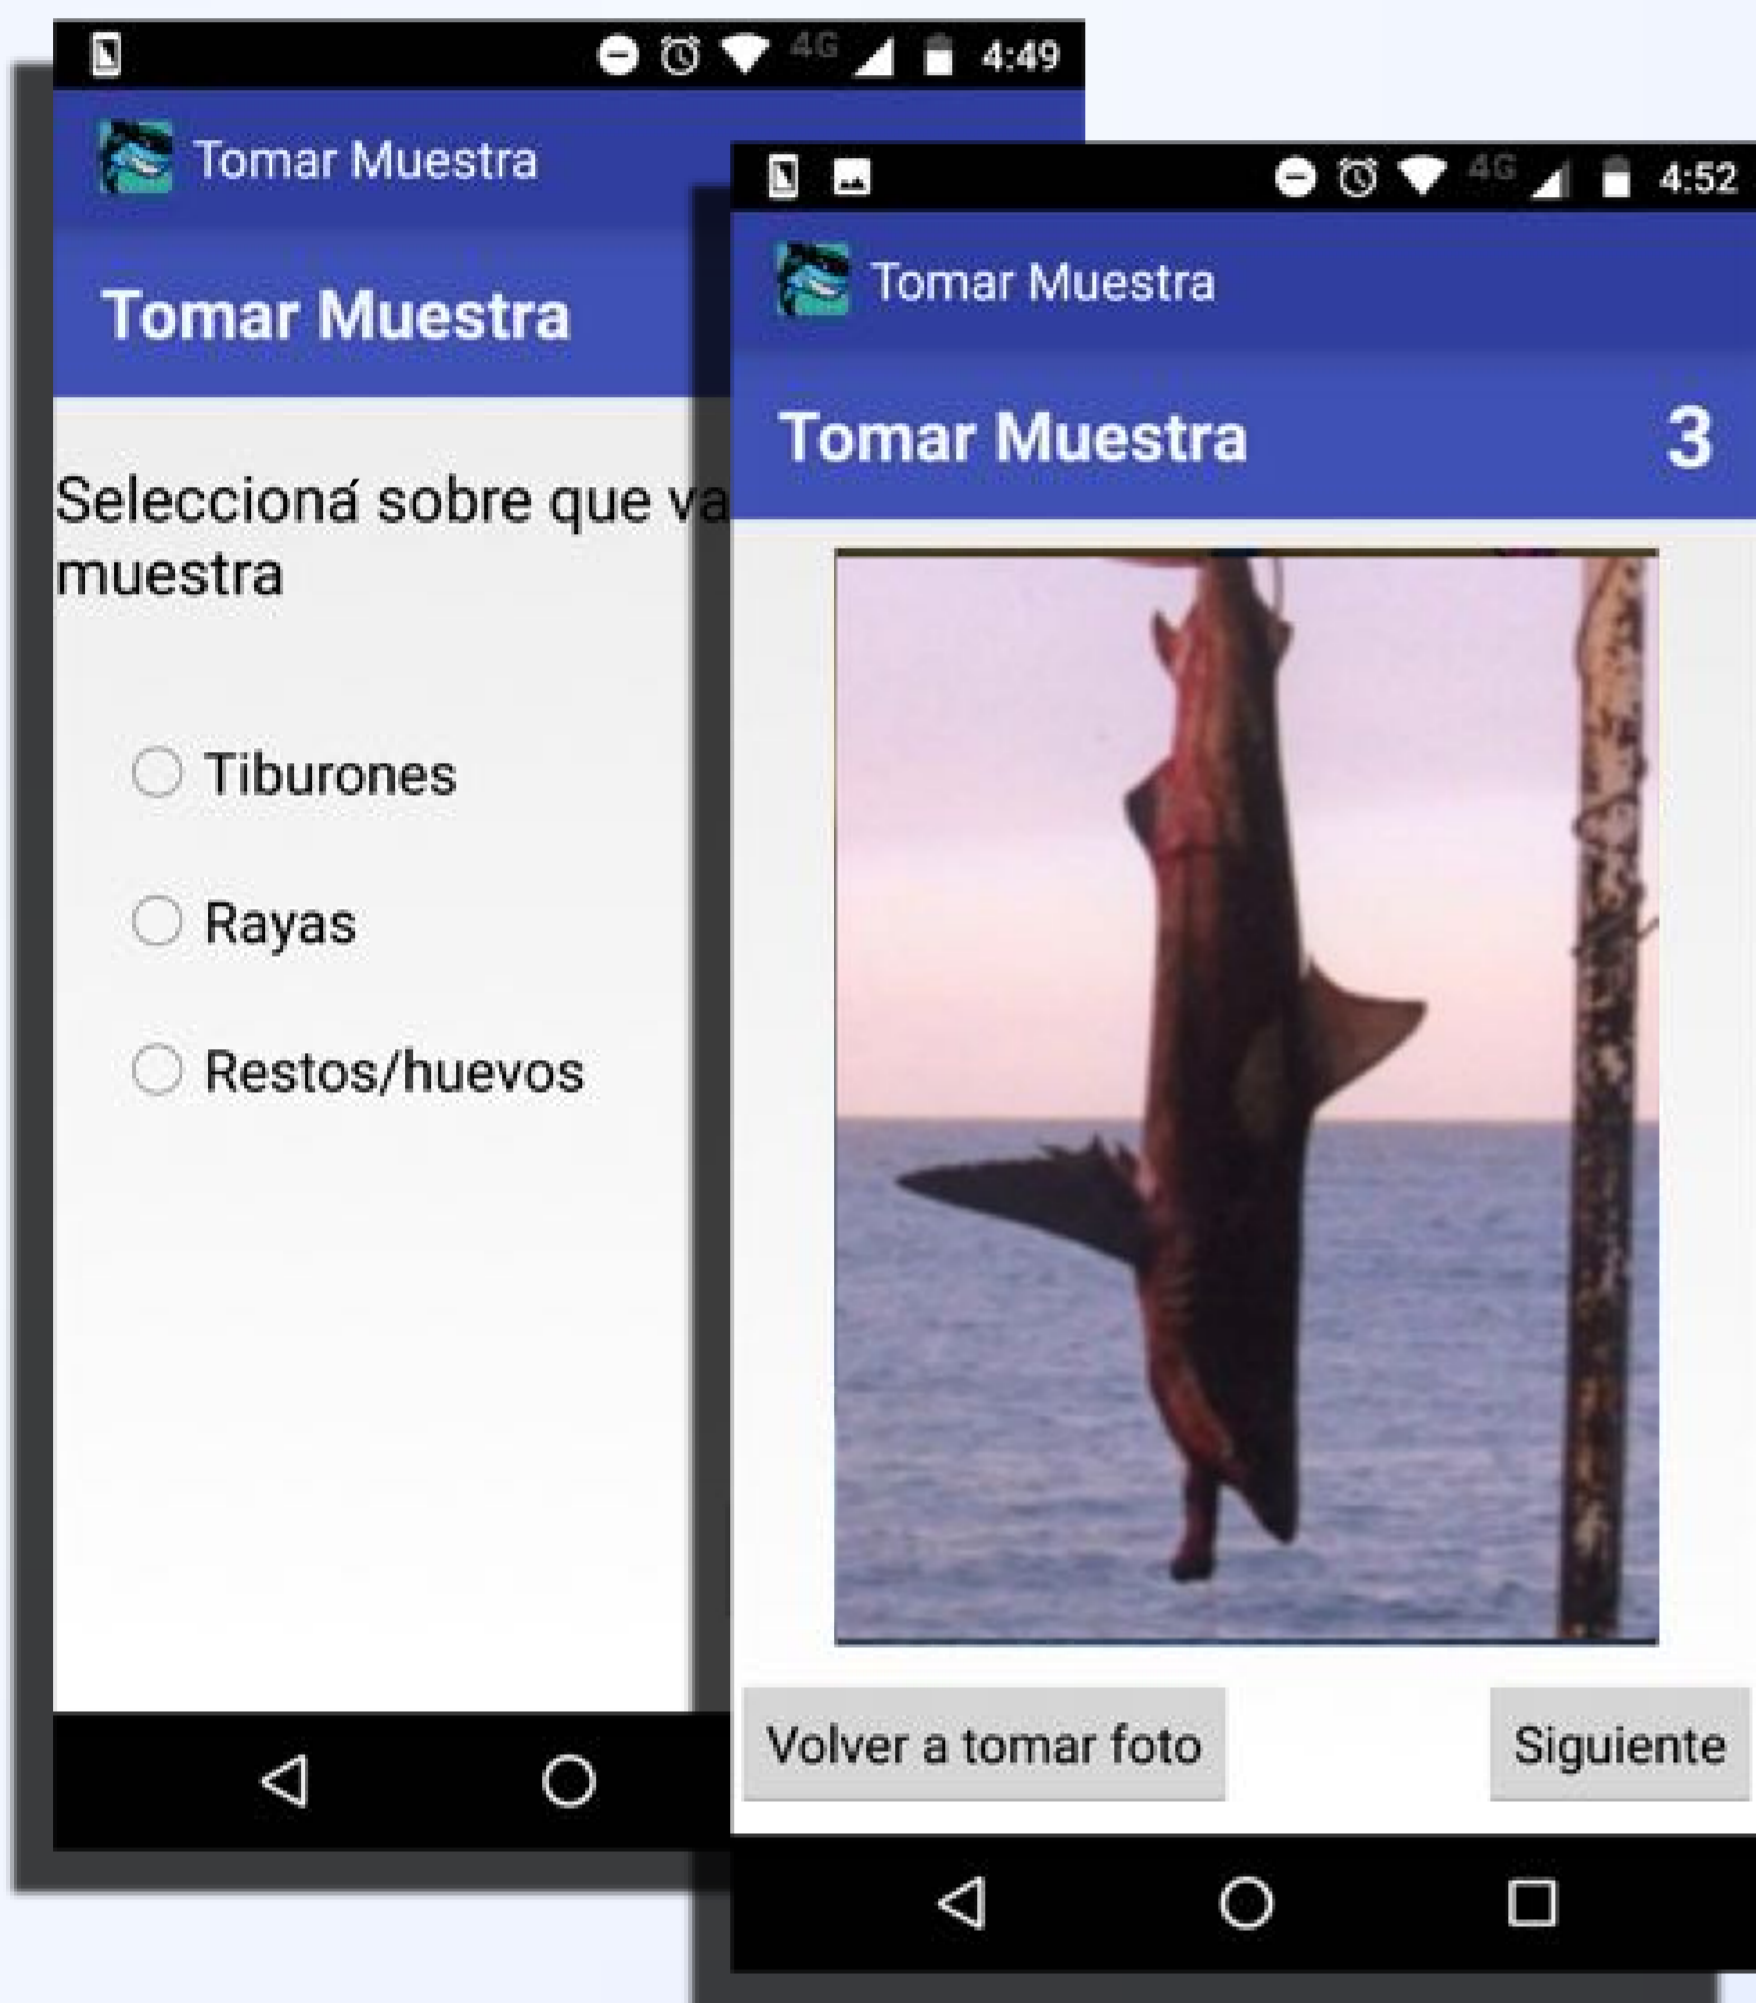 4G 4:49
Tomar Muestra
Tomar Muestra
Seleccioná sobre que
muestra
Tiburones
Rayas
Restos/huevos
4G 4:52
Tomar Muestra
Tomar Muestra 3
Volver a tomar foto
Siguiente